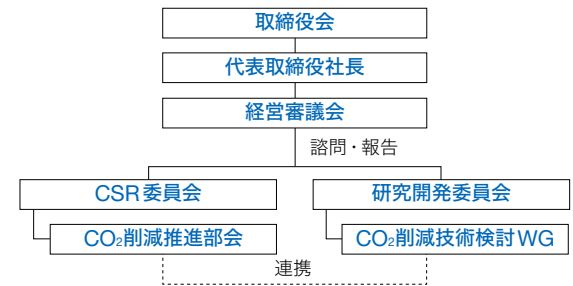 取締役会
代表取締役社長
経営審議会
諮問・報告
CSR委員会
研究開発委員会
CO₂削減推進部会
CO₂削減技術検討WG
連携